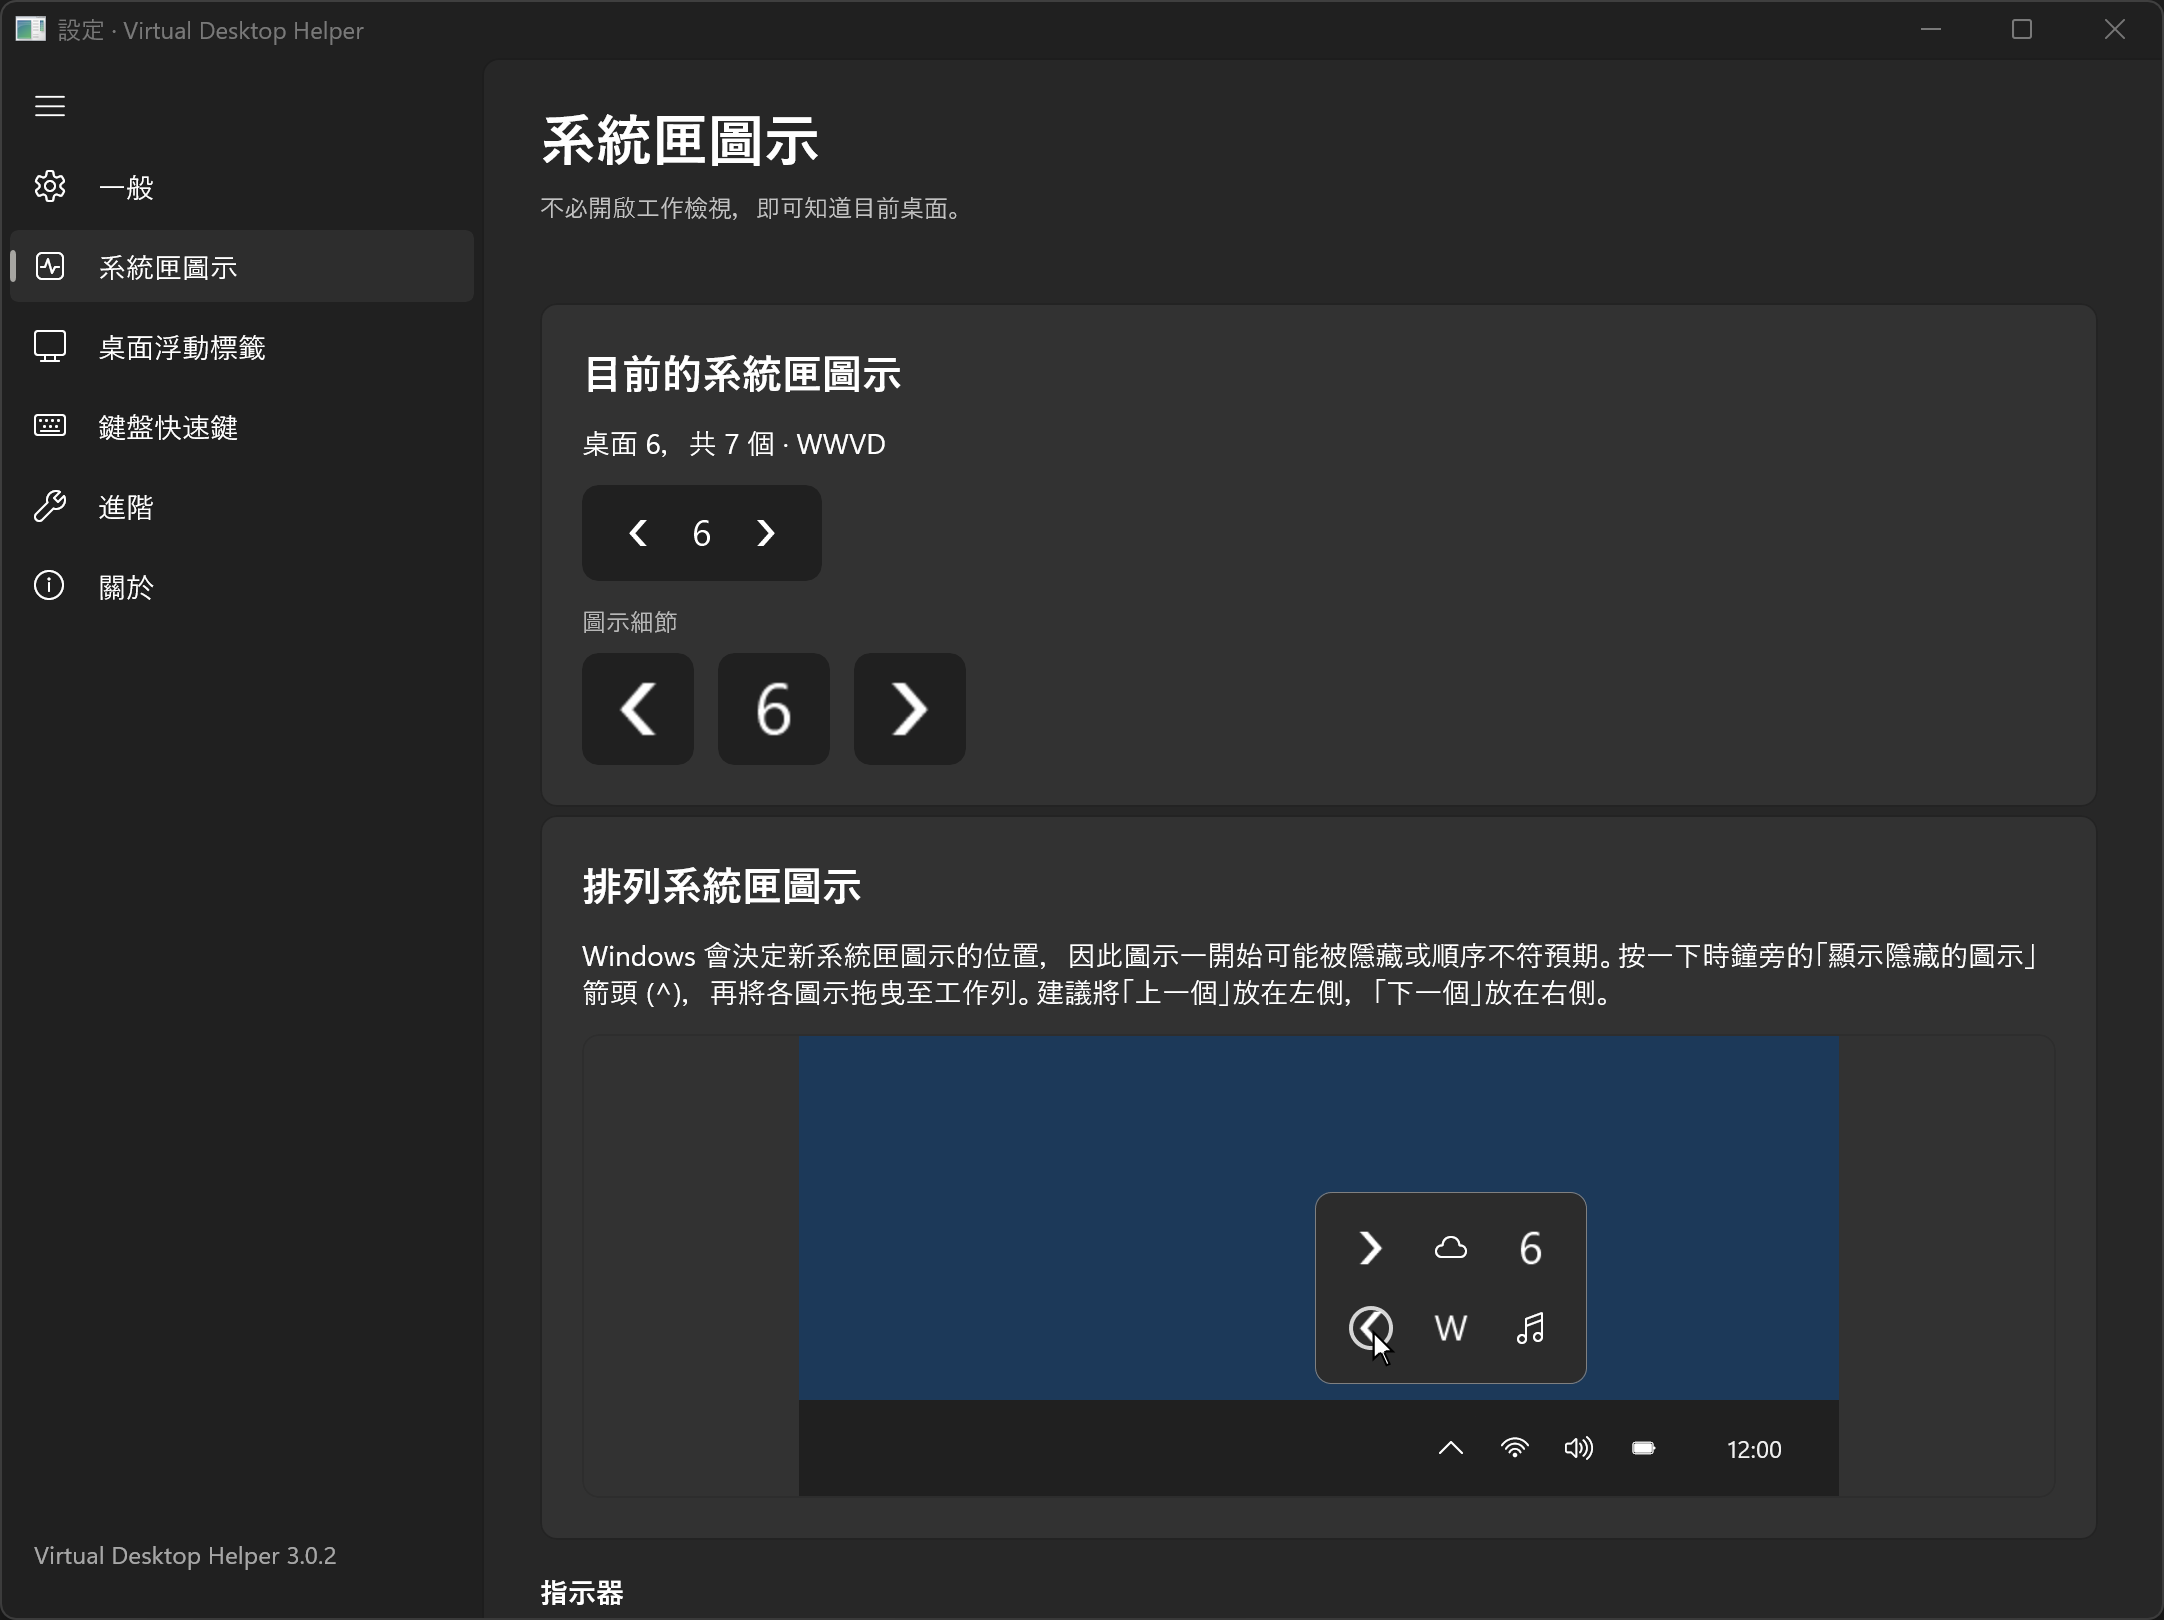 設定 · Virtual Desktop Helper
一般
系統匣圖示
桌面浮動標籤
鍵盤快速鍵
進階
關於
Virtual Desktop Helper 3.0.2
系統匣圖示
不必開啟工作檢視，即可知道目前桌面。
目前的系統匣圖示
桌面 6，共 7 個 · WWVD
6
圖示細節
6
排列系統匣圖示
Windows 會決定新系統匣圖示的位置，因此圖示一開始可能被隱藏或順序不符預期。按一下時鐘旁的「顯示隱藏的圖示」
箭頭 (^)，再將各圖示拖曳至工作列。建議將「上一個」放在左側，「下一個」放在右側。
6
W
12:00
指示器